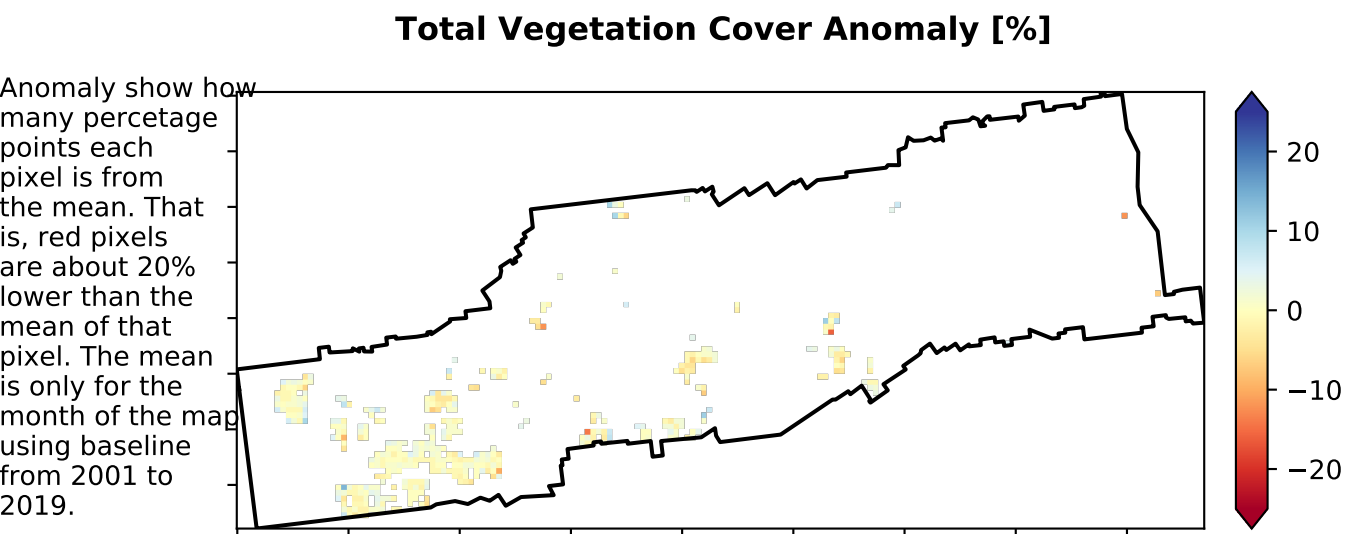 Total Vegetation Cover Anomaly [%]
Anomaly show how
many percetage
points each
pixel is from
the mean. That
is, red pixels
are about 20%
lower than the
mean of that
pixel. The mean
is only for the
month of the map
using baseline
from 2001 to
2019.
20
10
0
−10
−20